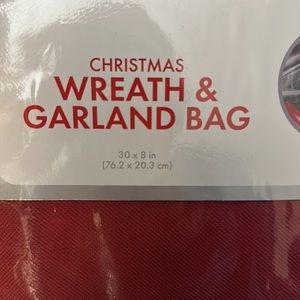 CHRISTMAS
WREATH &
GARLAND BAG
30 x 8 in
(76.2 x 20.3 cm)